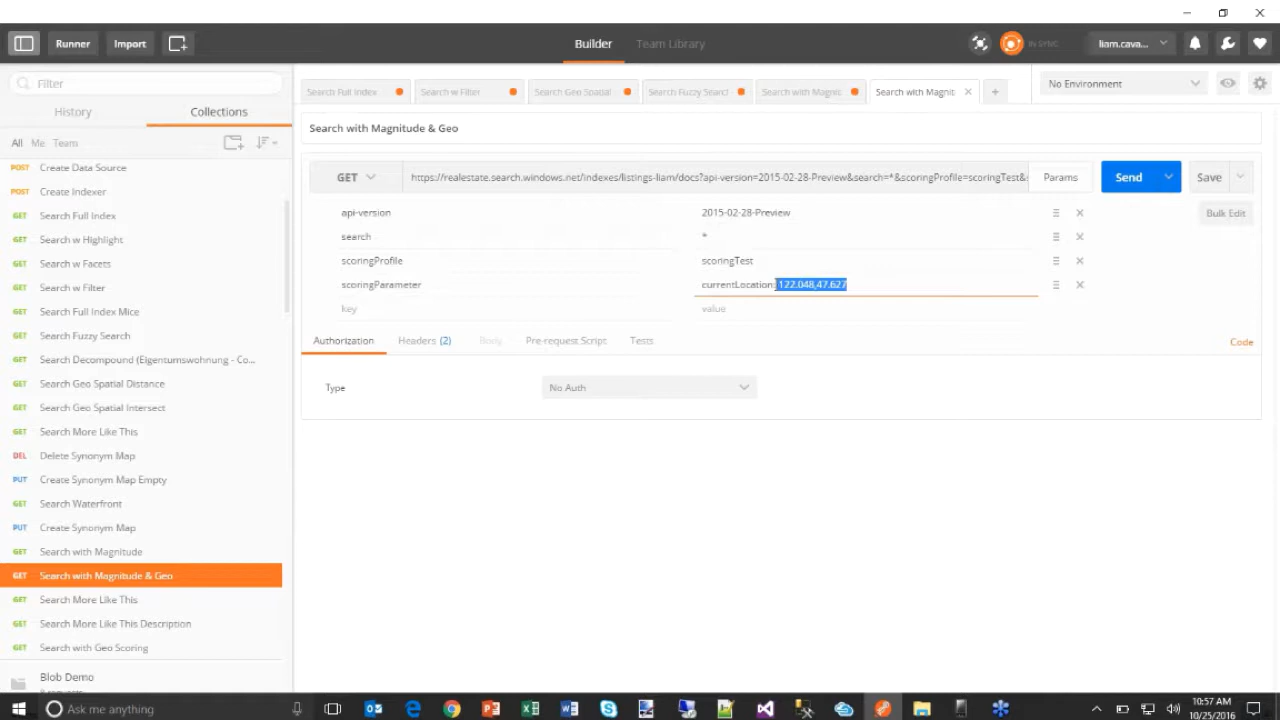 Runner
Import
Builder
Team Library
IN SYNC
liam.cava...
Filter
History
Collections
All Me Team
POST Create Data Source
POST Create Indexer
GET Search Full Index
GET Search w Highlight
GET Search w Facets
GET Search w Filter
GET Search Full Index Mice
GET Search Fuzzy Search
GET Search Decompound (Eigentumswohnung - Co...
GET Search Geo Spatial Distance
GET Search Geo Spatial Intersect
GET Search More Like This
DEL Delete Synonym Map
PUT Create Synonym Map Empty
GET Search Waterfront
PUT Create Synonym Map
GET Search with Magnitude
GET Search with Magnitude & Geo
GET Search More Like This
GET Search More Like This Description
GET Search with Geo Scoring
Blob Demo
Search Full Index
Search w Filter
Search Geo Spatial
Search Fuzzy Search
Search with Magnit
Search with Magnit
No Environment
Search with Magnitude & Geo
GET
https://realestate.search.windows.net/indexes/listings-liam/docs?api-version=2015-02-28-Preview&search=*&scoringProfile=scoringTest&s
Params
Send
Save
api-version 2015-02-28-Preview
Bulk Edit
search *
scoringProfile scoringTest
scoringParameter currentLocation:122.048,47.627
key value
Authorization Headers (2) Body Pre-request Script Tests
Code
Type No Auth
Ask me anything
10:57 AM
10/25/2016